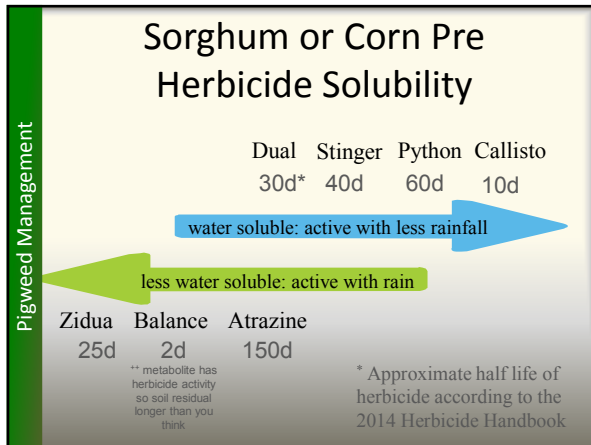 Pigweed Management
Sorghum or Corn Pre
Herbicide Solubility
Dual Stinger Python Callisto
30d* 40d 60d 10d
water soluble: active with less rainfall
less water soluble: active with rain
Zidua Balance Atrazine
25d 2d 150d
++ metabolite has
herbicide activity
so soil residual
longer than you
think
* Approximate half life of
herbicide according to the
2014 Herbicide Handbook